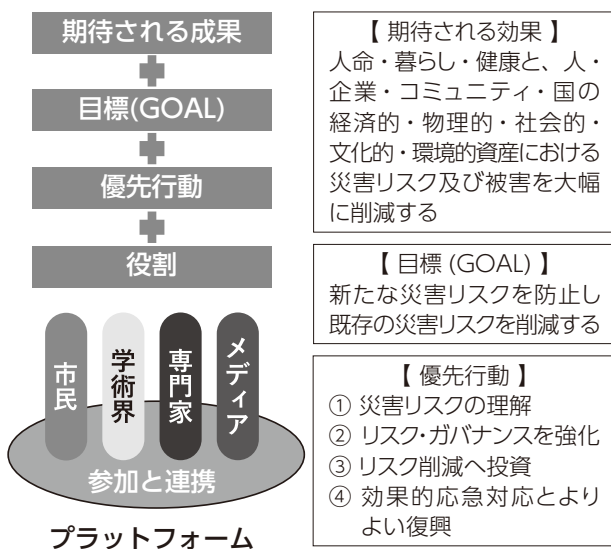 期待される成果
目標(GOAL)
優先行動
役割
市民
学術界
専門家
メディア
参加と連携
プラットフォーム
【 期待される効果 】
人命・暮らし・健康と、人・
企業・コミュニティ・国の
経済的・物理的・社会的・
文化的・環境的資産における
災害リスク及び被害を大幅
に削減する
【 目標 (GOAL) 】
新たな災害リスクを防止し
既存の災害リスクを削減する
【 優先行動 】
① 災害リスクの理解
② リスク・ガバナンスを強化
③ リスク削減へ投資
④ 効果的応急対応とより
よい復興